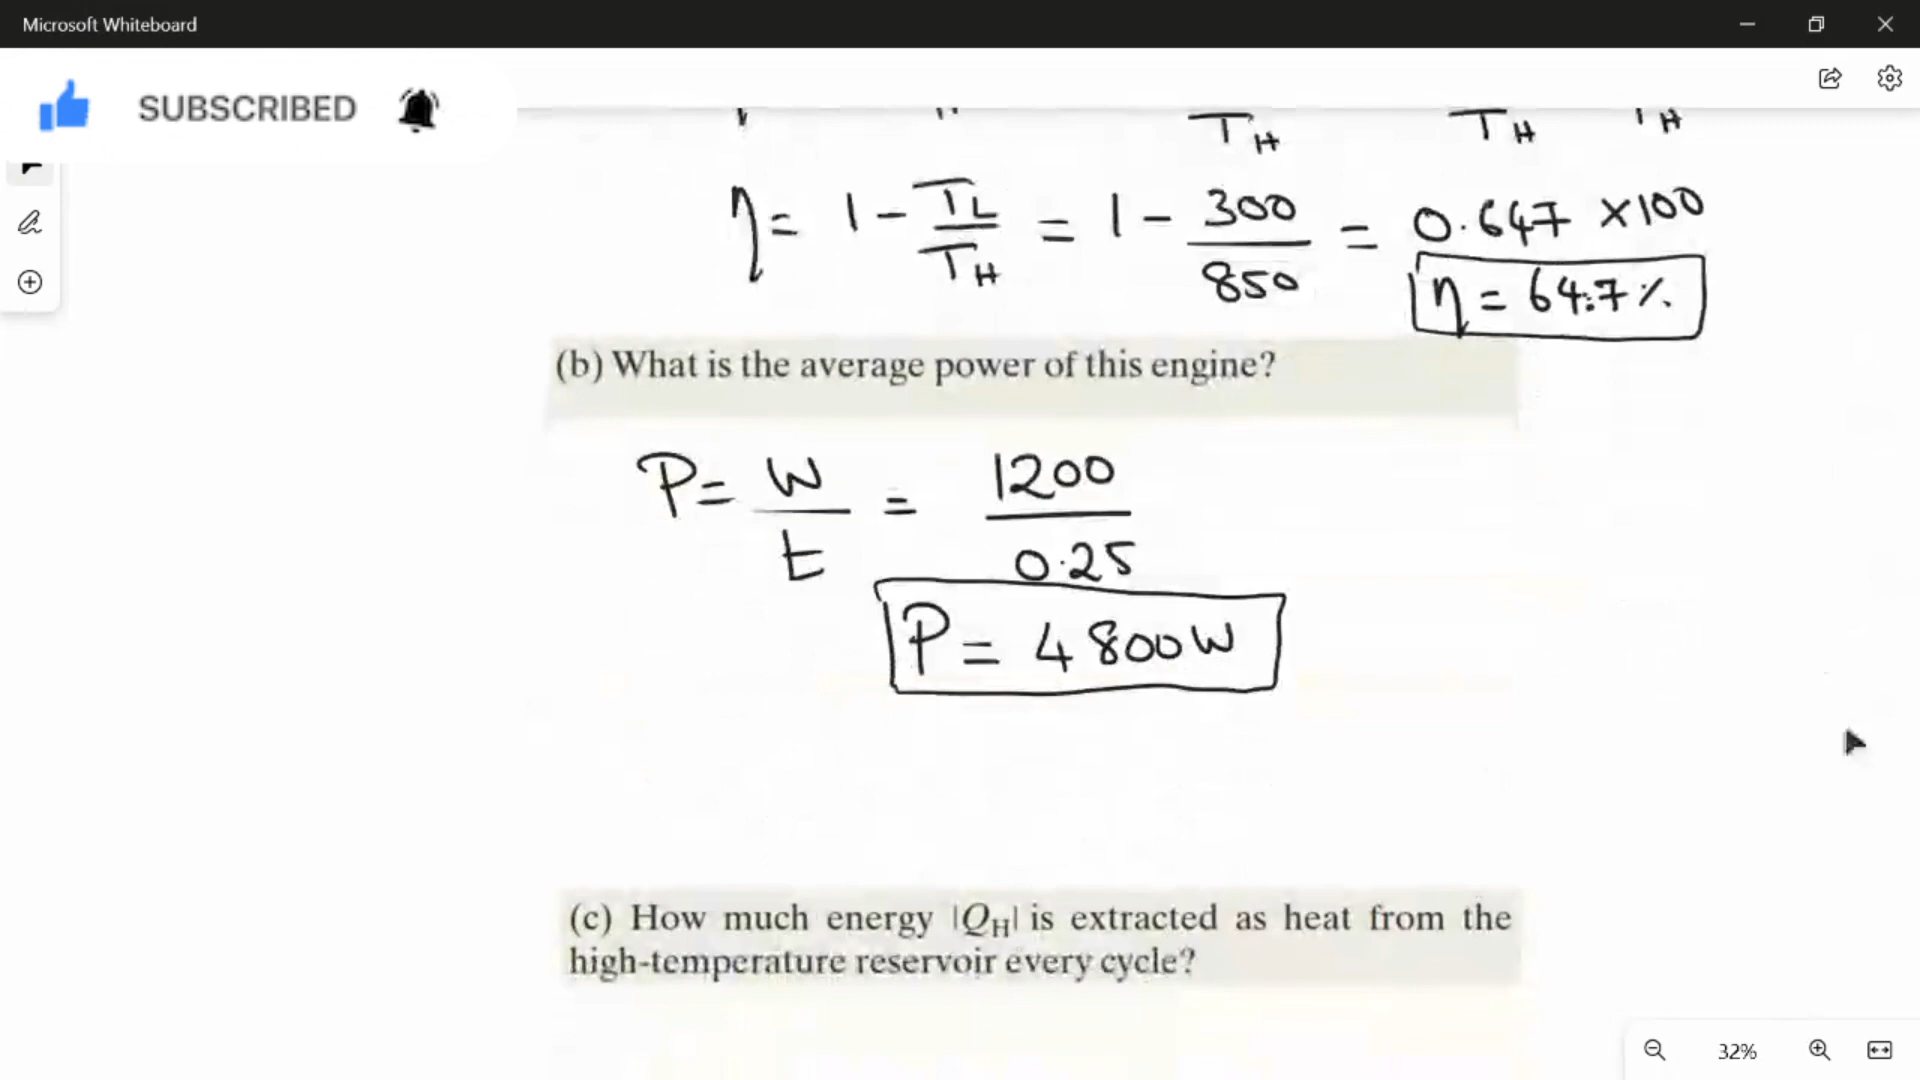 Microsoft Whiteboard
SUBSCRIBED
T_H T_H
η = 1 - T_L/T_H = 1 - 300/850 = 0.647 ×100
η = 64.7 %
(b) What is the average power of this engine?
P = W/t = 1200/0.25
P = 4800W
(c) How much energy |Q_H| is extracted as heat from the
high-temperature reservoir every cycle?
32%